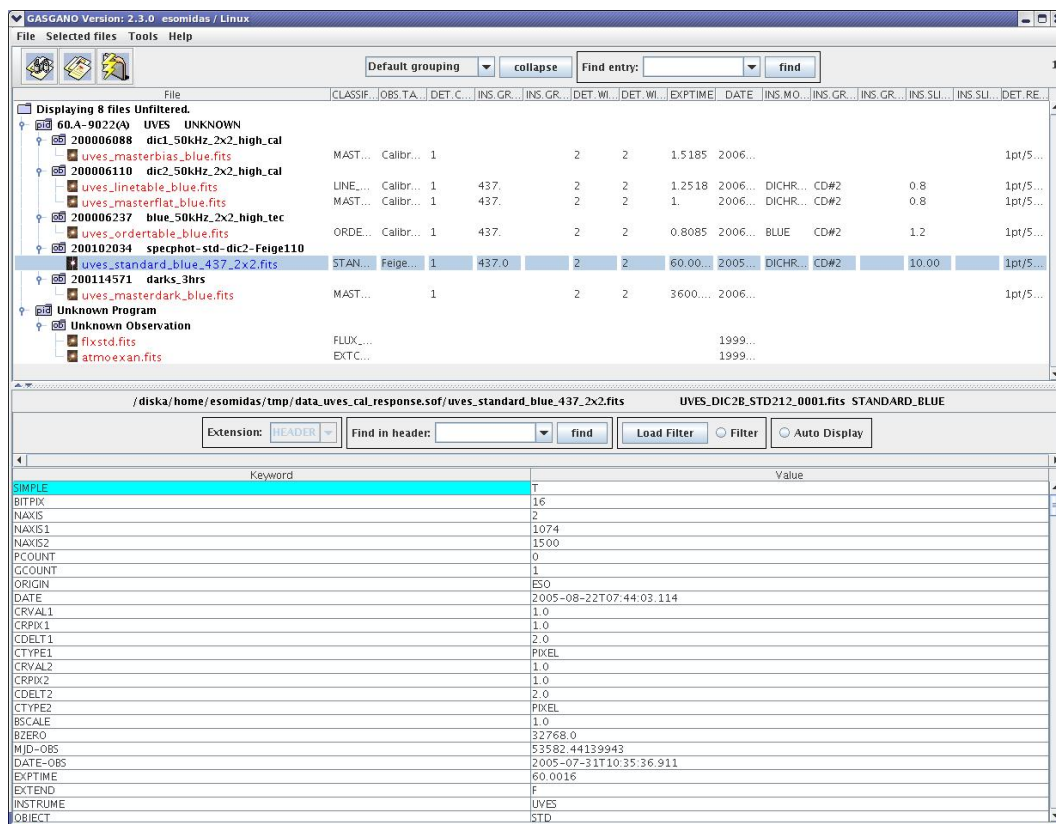 GASGANO Version: 2.3.0 esomidas / Linux
File Selected files Tools Help
Default grouping collapse Find entry: find
File CLASSIF... OBS.TA... DET.C... INS.GR... INS.GR... DET.WI... DET.WI... EXPTIME DATE INS.MO... INS.GR... INS.GR... INS.SLI... INS.SLI... DET.RE...
Displaying 8 files Unfiltered.
pid 60.A-9022(A) UVES UNKNOWN
ob 200006088 dic1_50kHz_2x2_high_cal
uves_masterbias_blue.fits MAST... Calibr... 1 2 2 1.5185 2006... 1pt/5...
ob 200006110 dic2_50kHz_2x2_high_cal
uves_linetable_blue.fits LINE_... Calibr... 1 437. 2 2 1.2518 2006... DICHR... CD#2 0.8 1pt/5...
uves_masterflat_blue.fits MAST... Calibr... 1 437. 2 2 1. 2006... DICHR... CD#2 0.8 1pt/5...
ob 200006237 blue_50kHz_2x2_high_tec
uves_ordertable_blue.fits ORDE... Calibr... 1 437. 2 2 0.8085 2006... BLUE CD#2 1.2 1pt/5...
ob 200102034 specphot-std-dic2-Feige110
uves_standard_blue_437_2x2.fits STAN... Feige... 1 437.0 2 2 60.00... 2005... DICHR... CD#2 10.00 1pt/5...
ob 200114571 darks_3hrs
uves_masterdark_blue.fits MAST... 1 2 2 3600.... 2006... 1pt/5...
pid Unknown Program
ob Unknown Observation
flxstd.fits FLUX_... 1999...
atmoexan.fits EXTC... 1999...
/diska/home/esomidas/tmp/data_uves_cal_response.sof/uves_standard_blue_437_2x2.fits UVES_DIC2B_STD212_0001.fits STANDARD_BLUE
Extension: HEADER Find in header: find Load Filter Filter Auto Display
Keyword Value
SIMPLE T
BITPIX 16
NAXIS 2
NAXIS1 1074
NAXIS2 1500
PCOUNT 0
GCOUNT 1
ORIGIN ESO
DATE 2005-08-22T07:44:03.114
CRVAL1 1.0
CRPIX1 1.0
CDELT1 2.0
CTYPE1 PIXEL
CRVAL2 1.0
CRPIX2 1.0
CDELT2 2.0
CTYPE2 PIXEL
BSCALE 1.0
BZERO 32768.0
MJD-OBS 53582.44139943
DATE-OBS 2005-07-31T10:35:36.911
EXPTIME 60.0016
EXTEND F
INSTRUME UVES
OBJECT STD